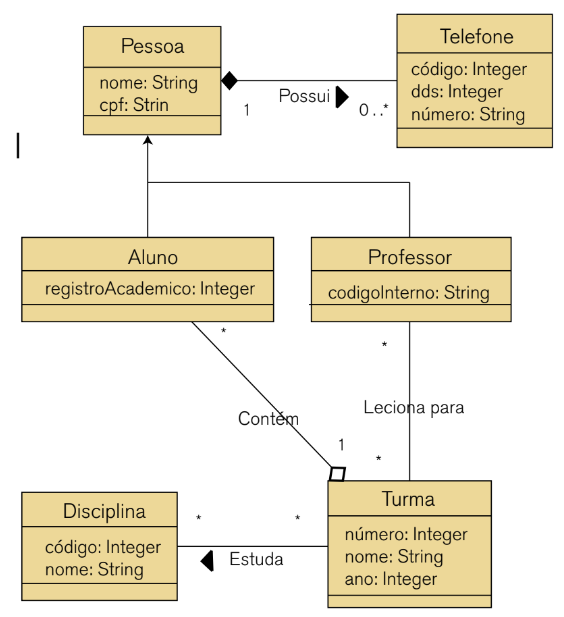 Pessoa
nome: String
cpf: Strin
Telefone
código: Integer
dds: Integer
número: String
Possui
1
0..*
Aluno
registroAcademico: Integer
Professor
codigoInterno: String
*
*
Contém
Leciona para
1
*
Disciplina
código: Integer
nome: String
*
*
Estuda
Turma
número: Integer
nome: String
ano: Integer